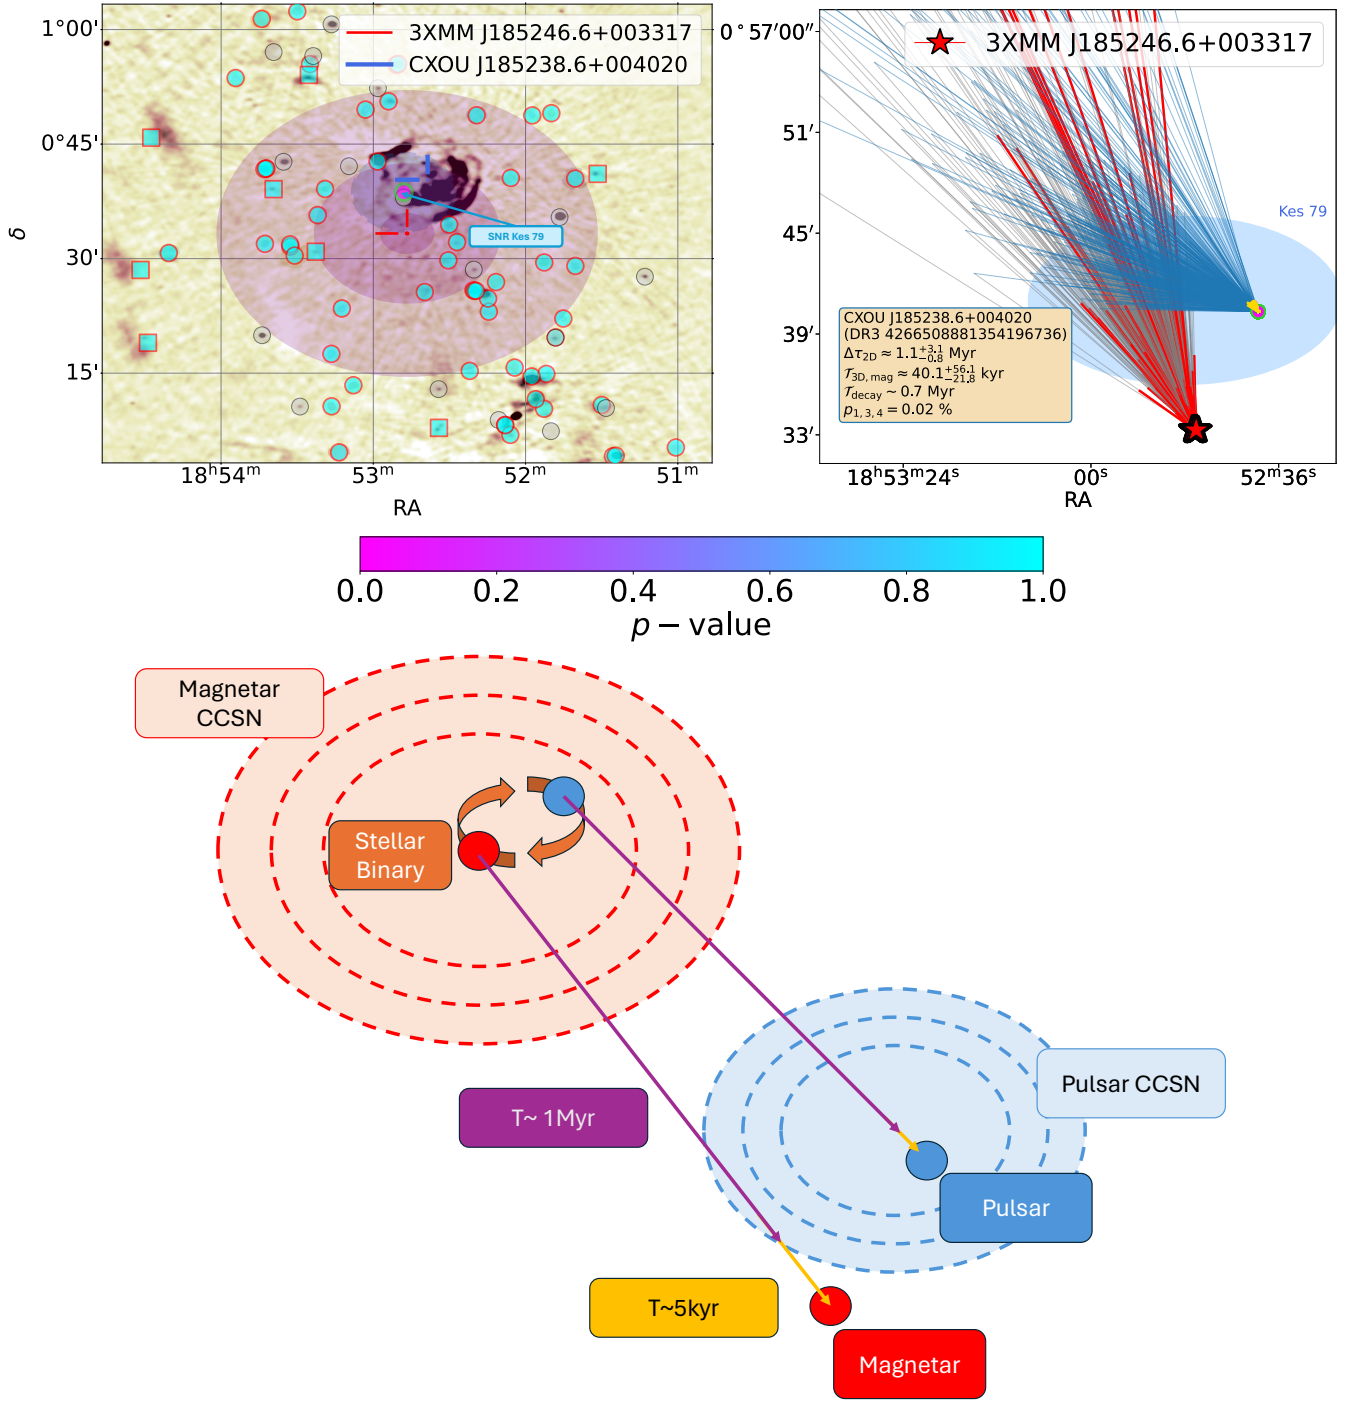 3XMM J185246.6+003317
CXOU J185238.6+004020
1°00'
0°45'
30'
15'
δ
SNR Kes 79
18ʰ54ᵐ
53ᵐ
52ᵐ
51ᵐ
RA
3XMM J185246.6+003317
0°57′00″
51′
45′
39′
33′
Kes 79
CXOU J185238.6+004020
(DR3 4266508881354196736)
Δτ₂D ≈ 1.1 +3.1 −0.8 Myr
𝒯₃D, mag ≈ 40.1 +56.1 −21.8 kyr
𝒯decay ~ 0.7 Myr
p₁,₃,₄ = 0.02 %
18ʰ53ᵐ24ˢ
00ˢ
52ᵐ36ˢ
RA
0.0
0.2
0.4
0.6
0.8
1.0
p − value
Magnetar
CCSN
Stellar
Binary
Pulsar CCSN
T~ 1Myr
Pulsar
T~5kyr
Magnetar